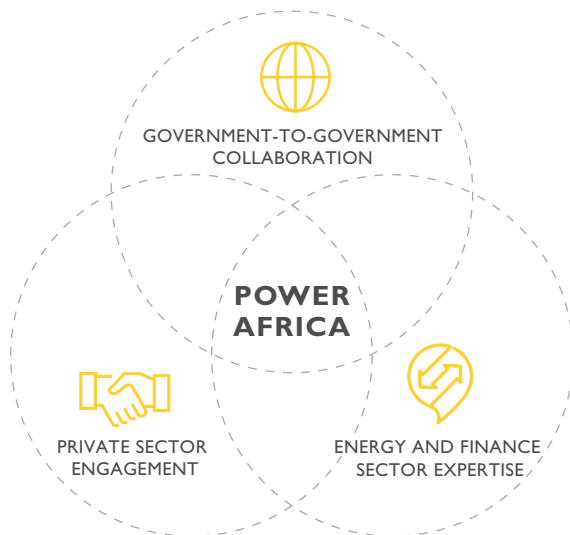 GOVERNMENT-TO-GOVERNMENT
COLLABORATION
POWER
AFRICA
PRIVATE SECTOR
ENGAGEMENT
ENERGY AND FINANCE
SECTOR EXPERTISE